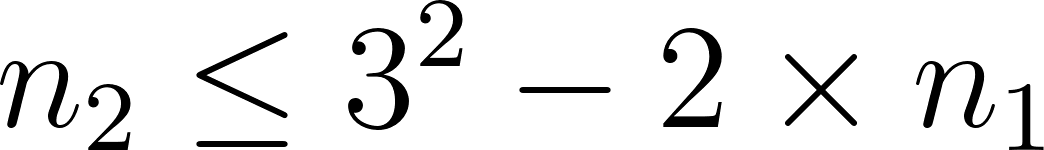 n₂ ≤ 3² − 2 × n₁